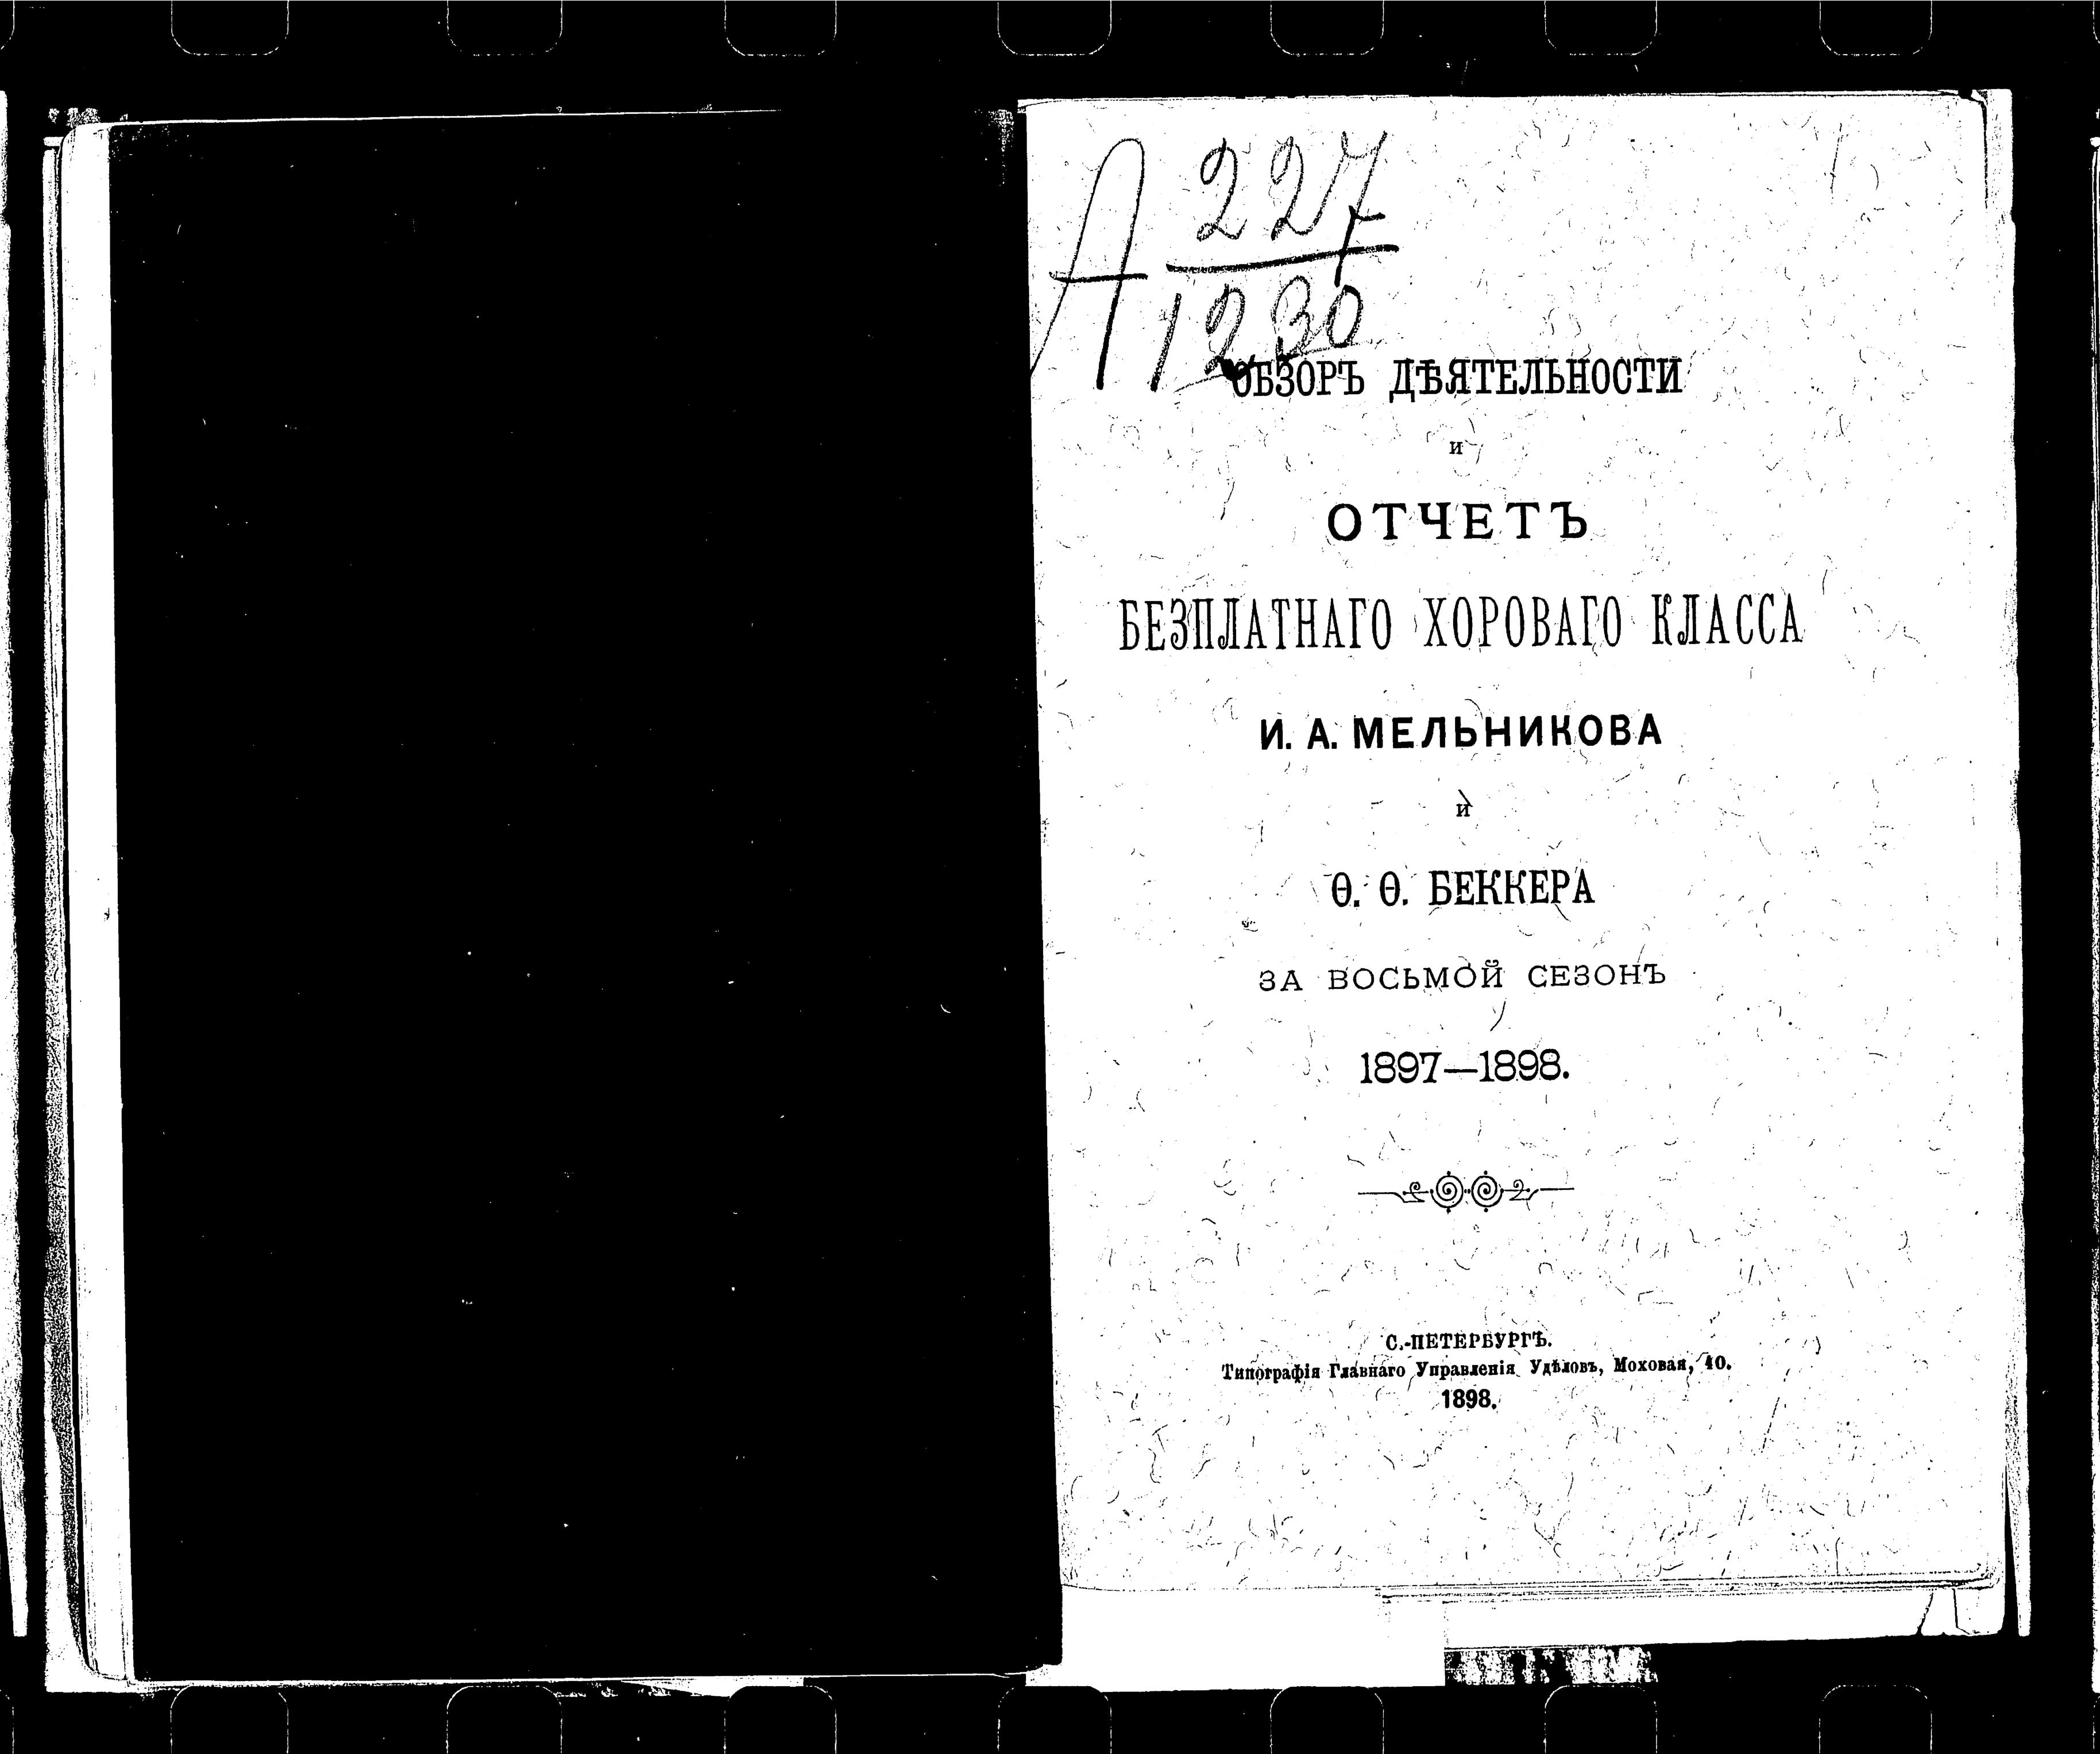 А 227
1230
ОБЗОРЪ ДѢЯТЕЛЬНОСТИ
и
ОТЧЕТЪ
БЕЗПЛАТНАГО ХОРОВАГО КЛАССА
И. А. МЕЛЬНИКОВА
и
Ѳ. Ѳ. БЕККЕРА
ЗА ВОСЬМОЙ СЕЗОНЪ
1897—1898.
С.-ПЕТЕРБУРГЪ.
Типографія Главнаго Управленія Удѣловъ, Моховая, 40.
1898.